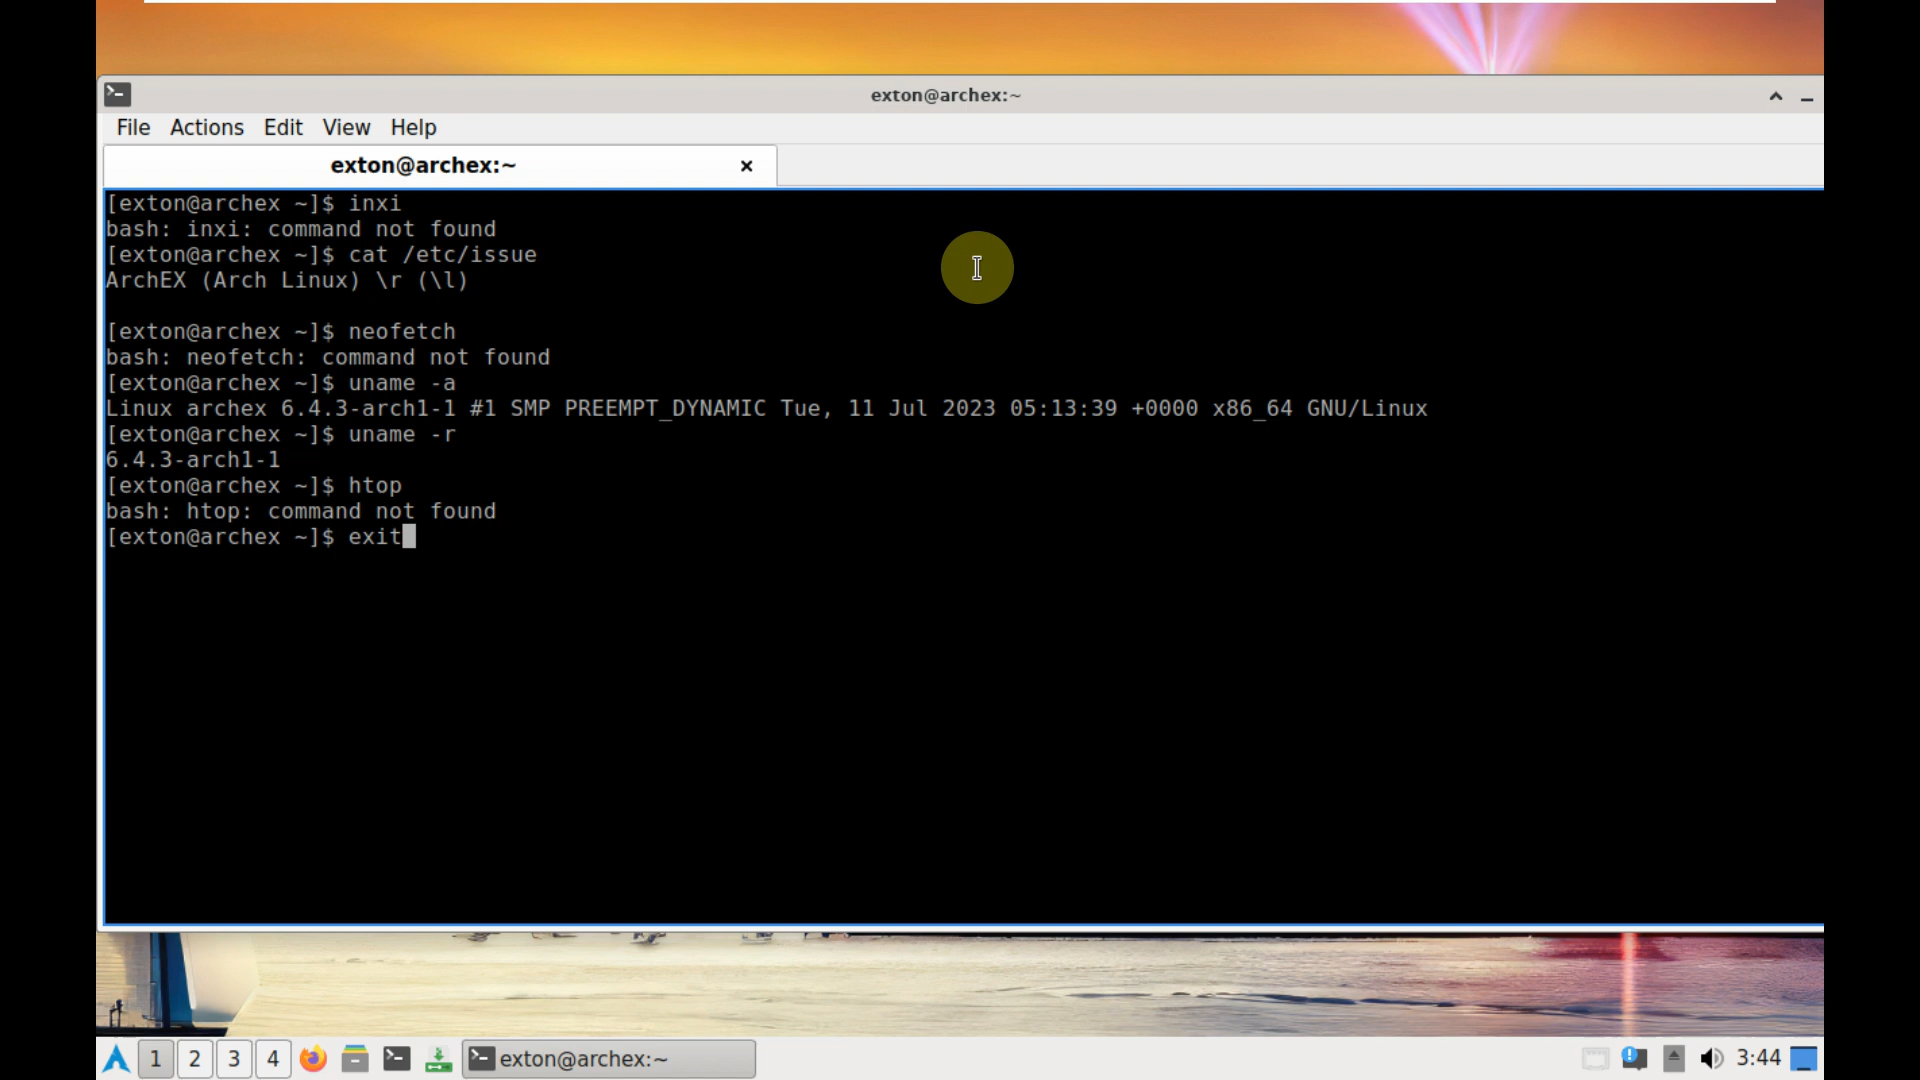 exton@archex:~
File Actions Edit View Help
exton@archex:~
[exton@archex ~]$ inxi
bash: inxi: command not found
[exton@archex ~]$ cat /etc/issue
ArchEX (Arch Linux) \r (\l)
[exton@archex ~]$ neofetch
bash: neofetch: command not found
[exton@archex ~]$ uname -a
Linux archex 6.4.3-arch1-1 #1 SMP PREEMPT_DYNAMIC Tue, 11 Jul 2023 05:13:39 +0000 x86_64 GNU/Linux
[exton@archex ~]$ uname -r
6.4.3-arch1-1
[exton@archex ~]$ htop
bash: htop: command not found
[exton@archex ~]$ exit
1 2 3 4 exton@archex:~ 3:44